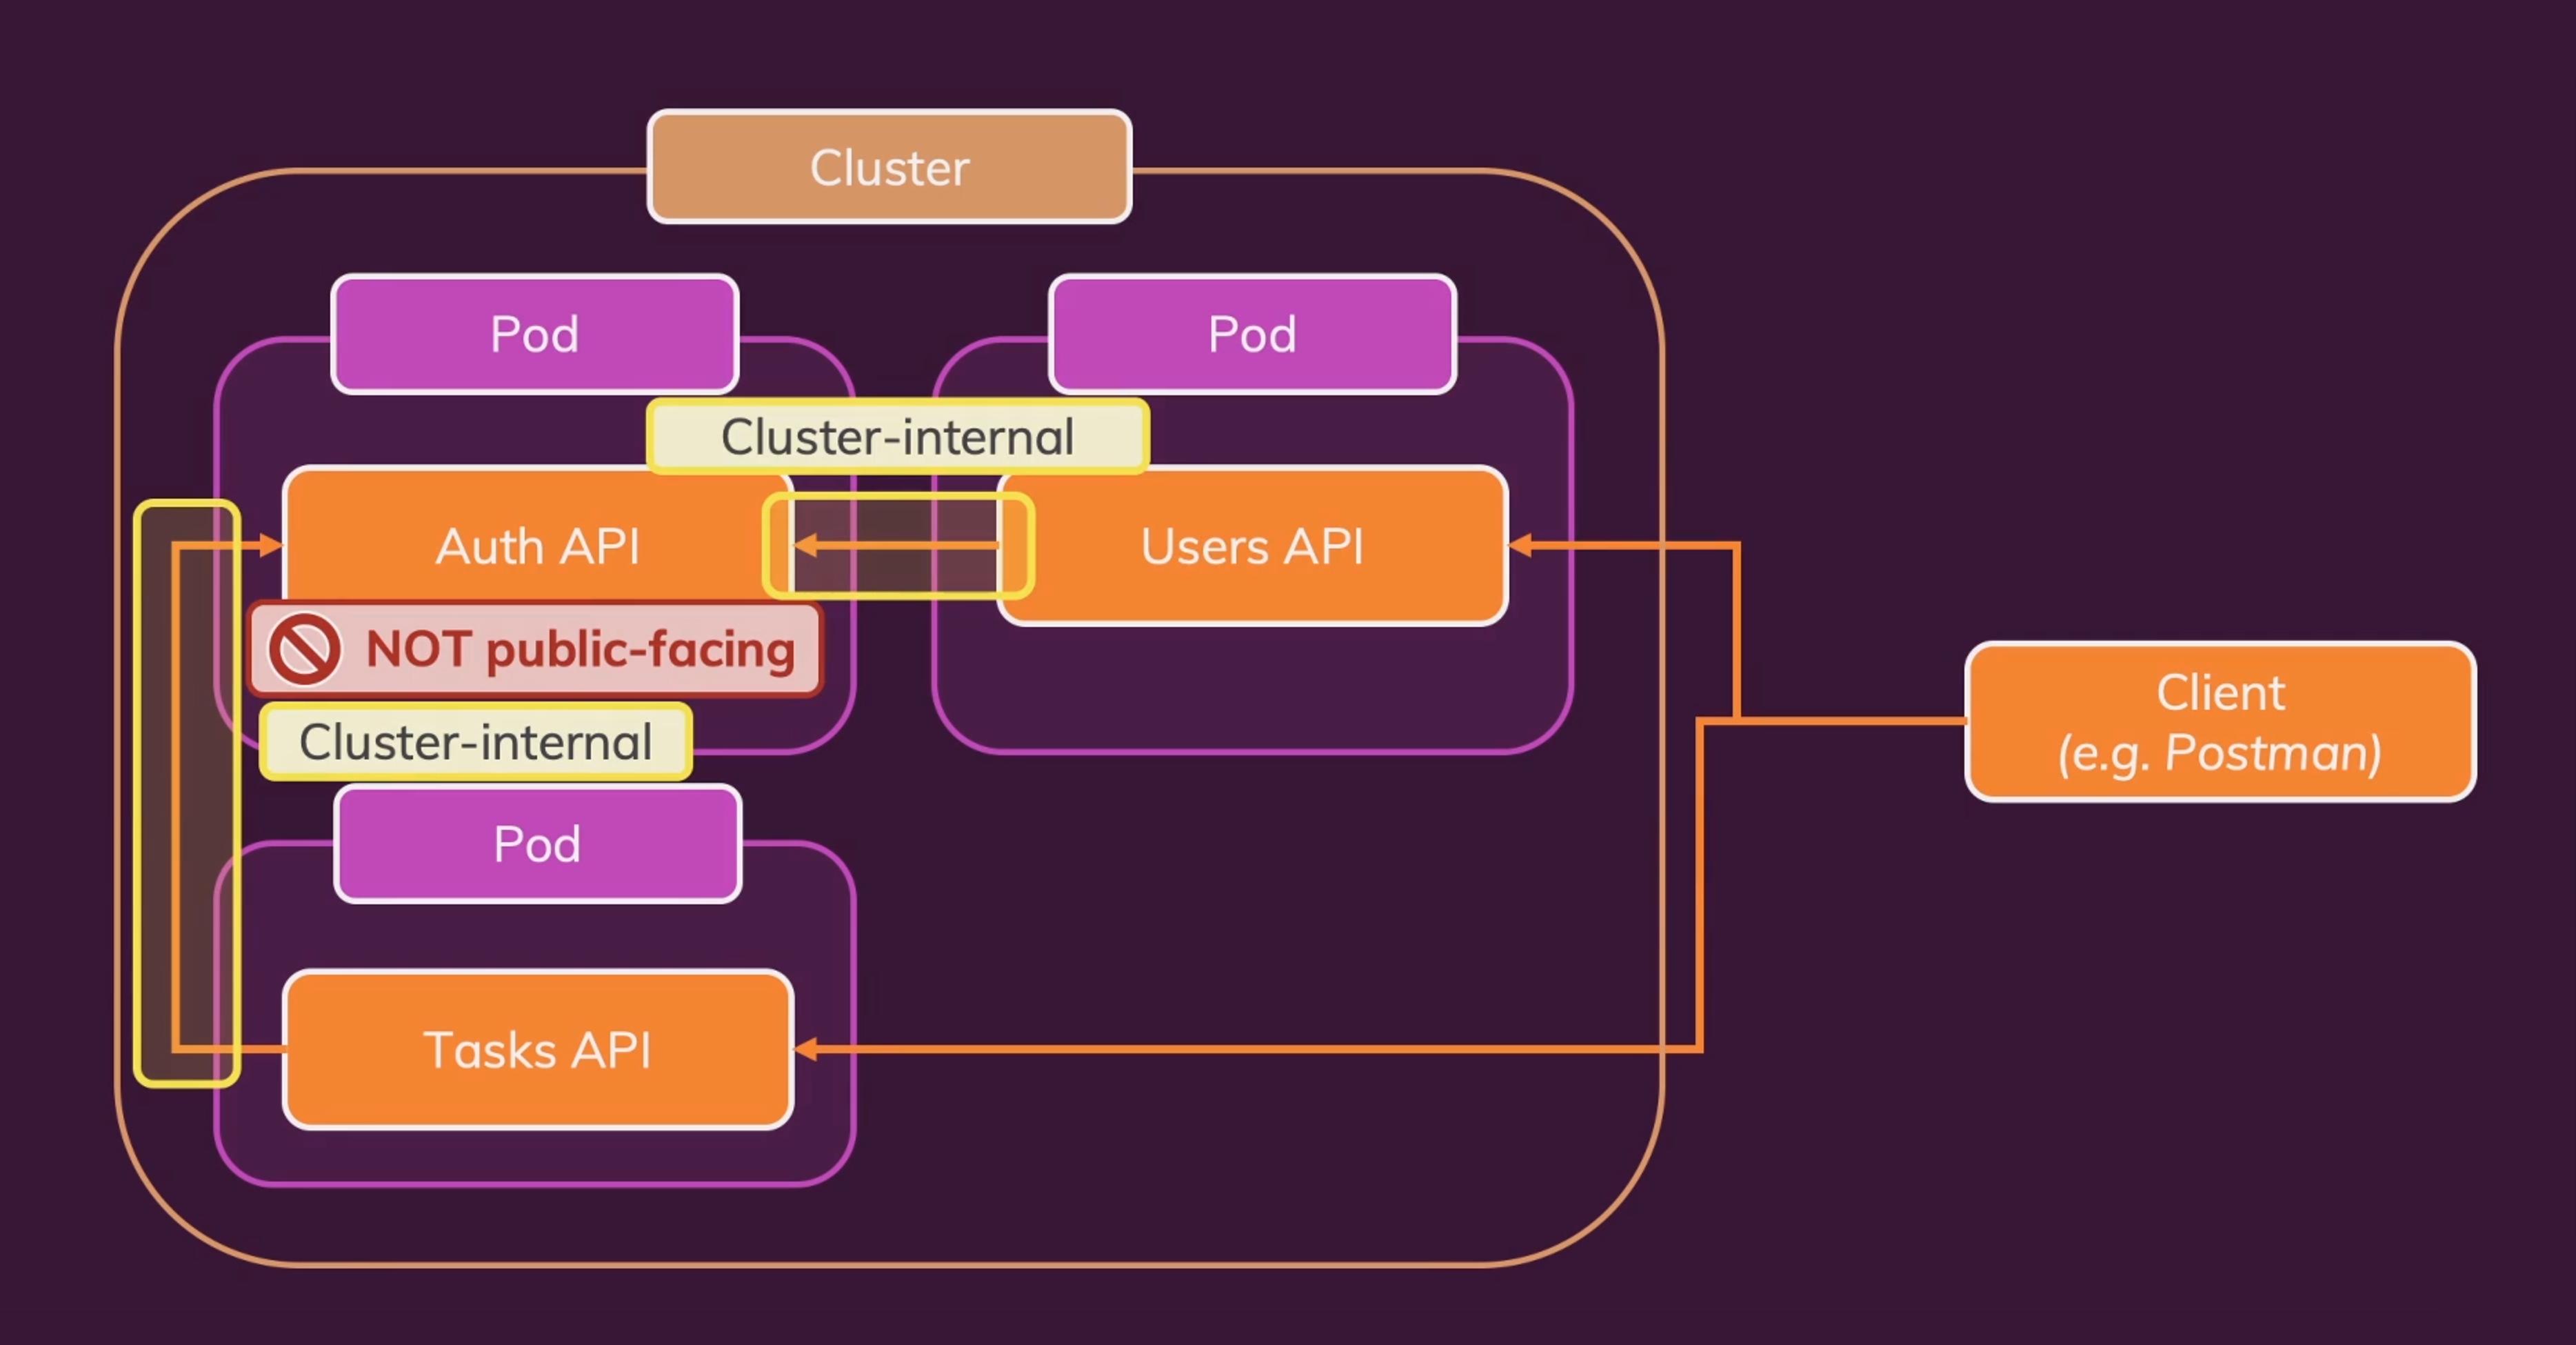 Cluster
Pod
Pod
Cluster-internal
Auth API
Users API
NOT public-facing
Cluster-internal
Client
(e.g. Postman)
Pod
Tasks API